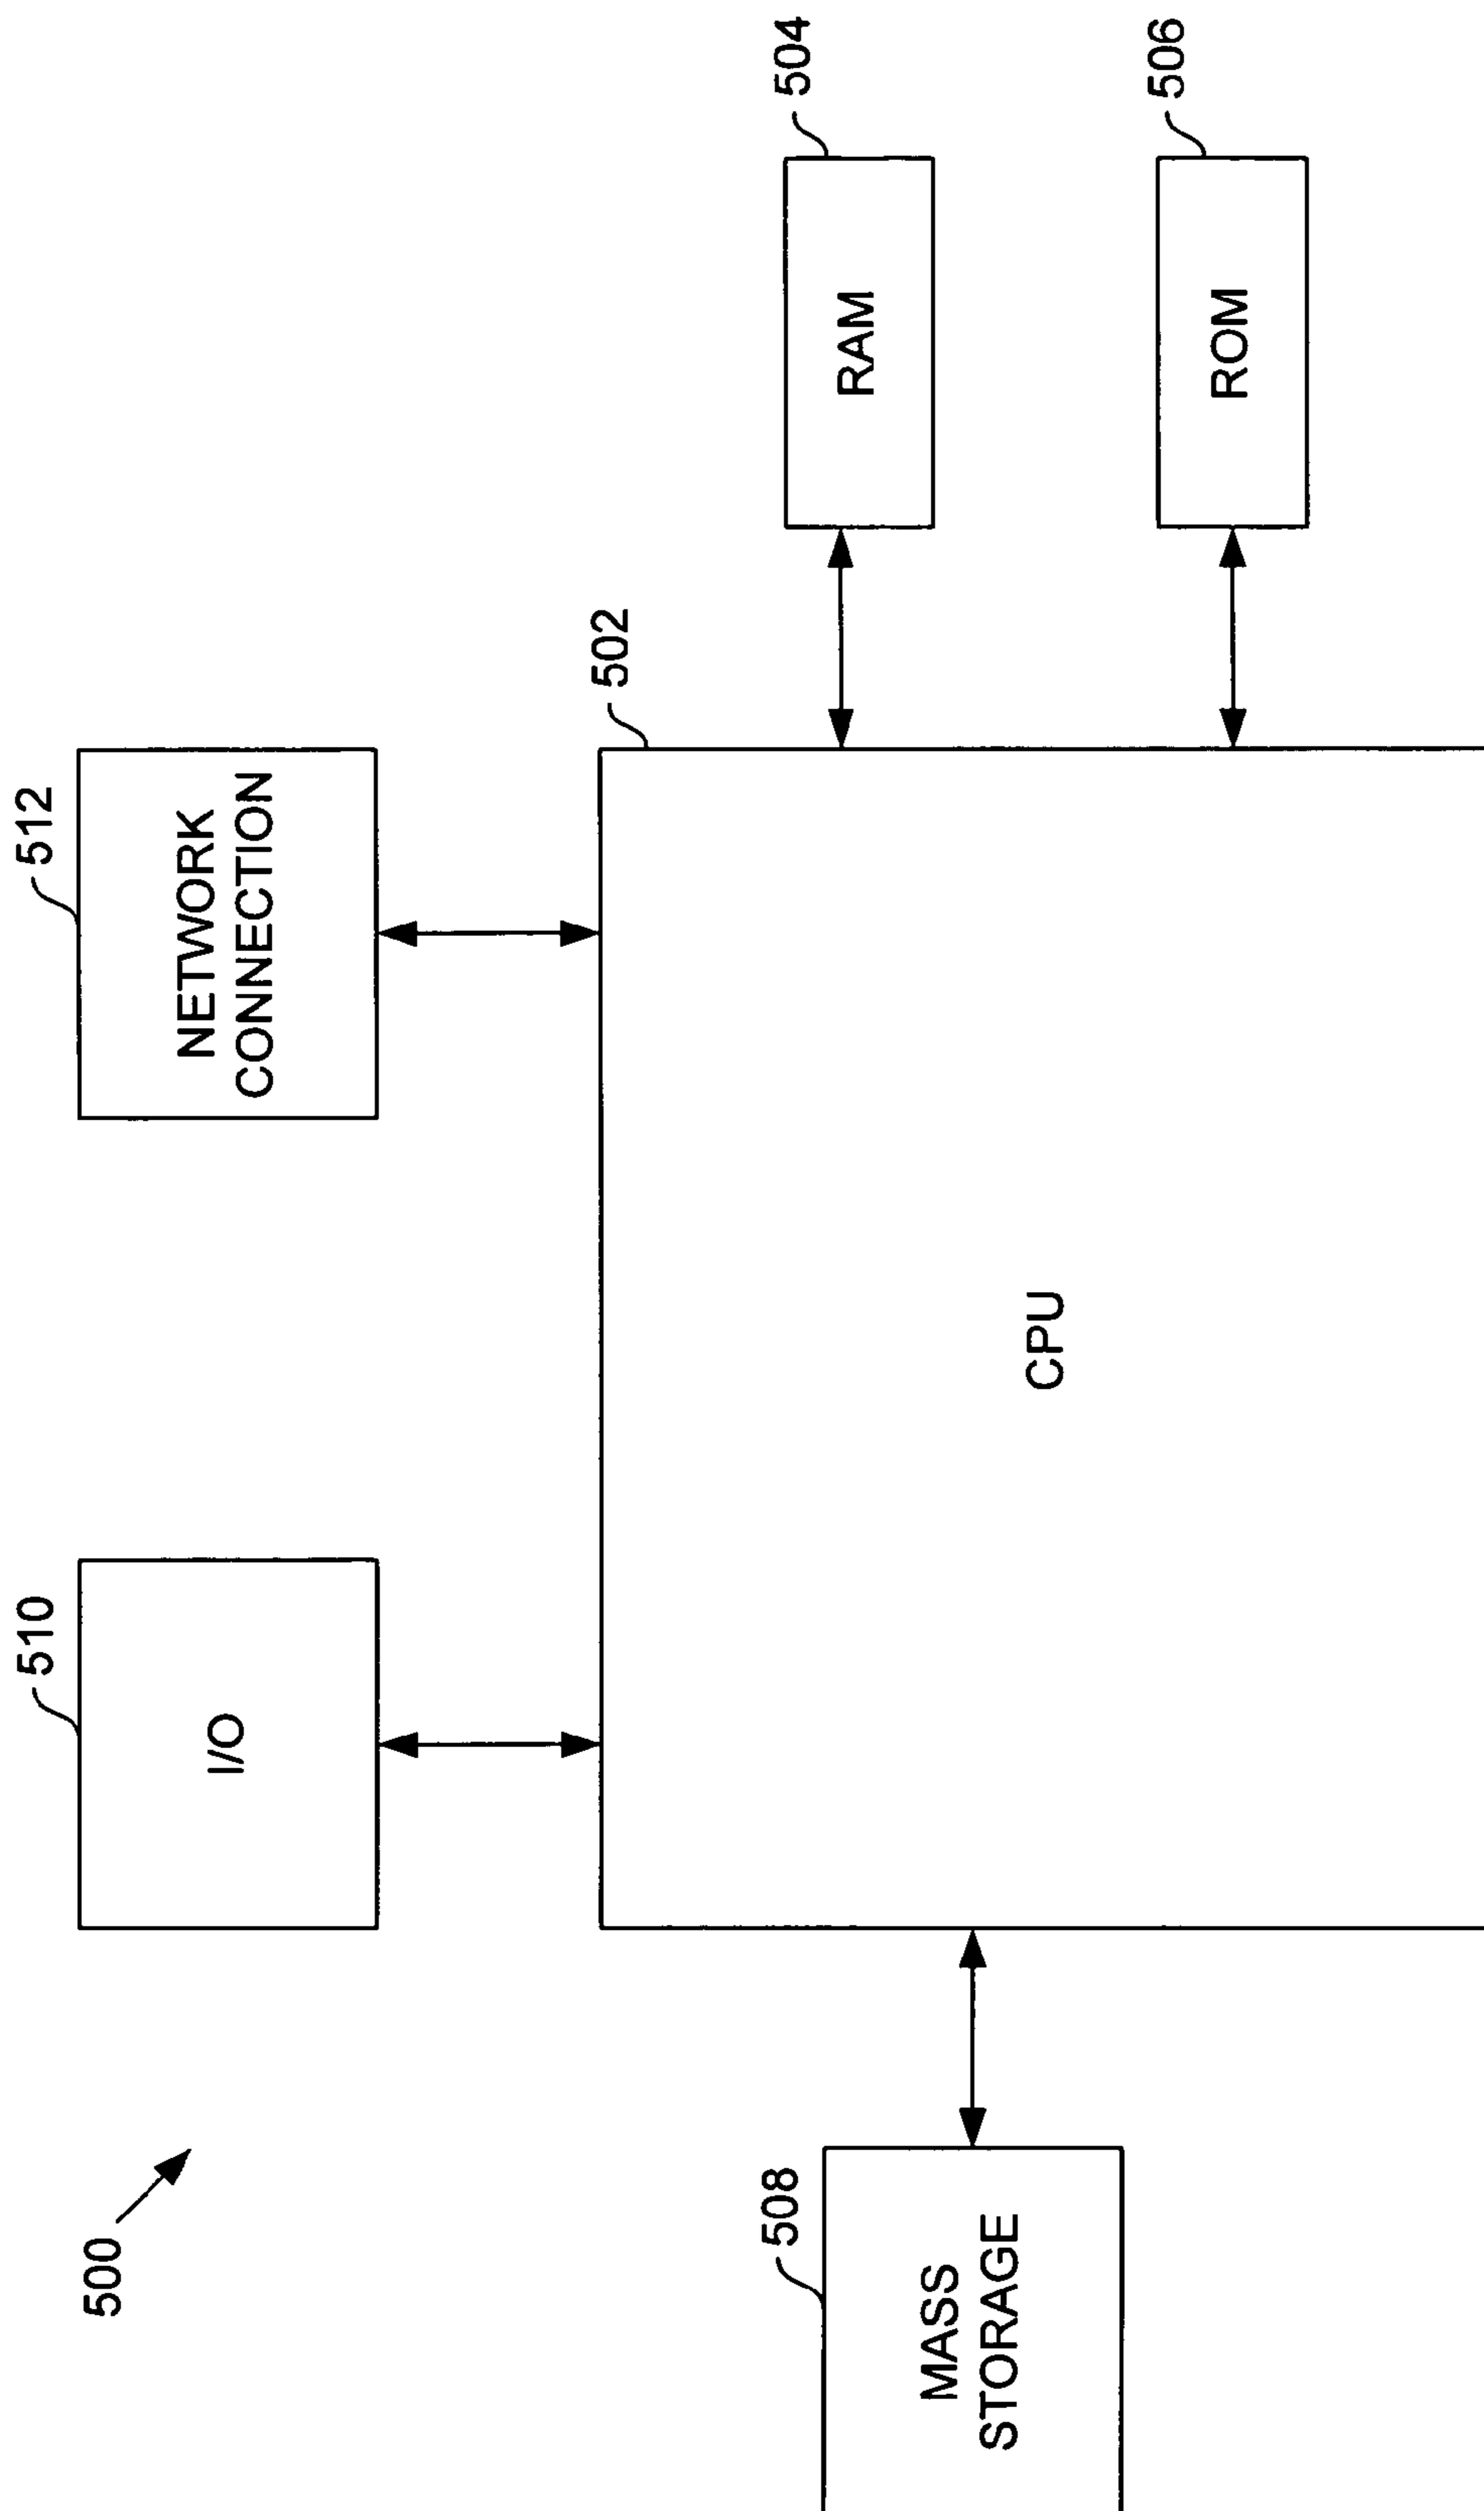 500
510
I/O
512
NETWORK
CONNECTION
508
MASS
STORAGE
502
CPU
504
RAM
506
ROM